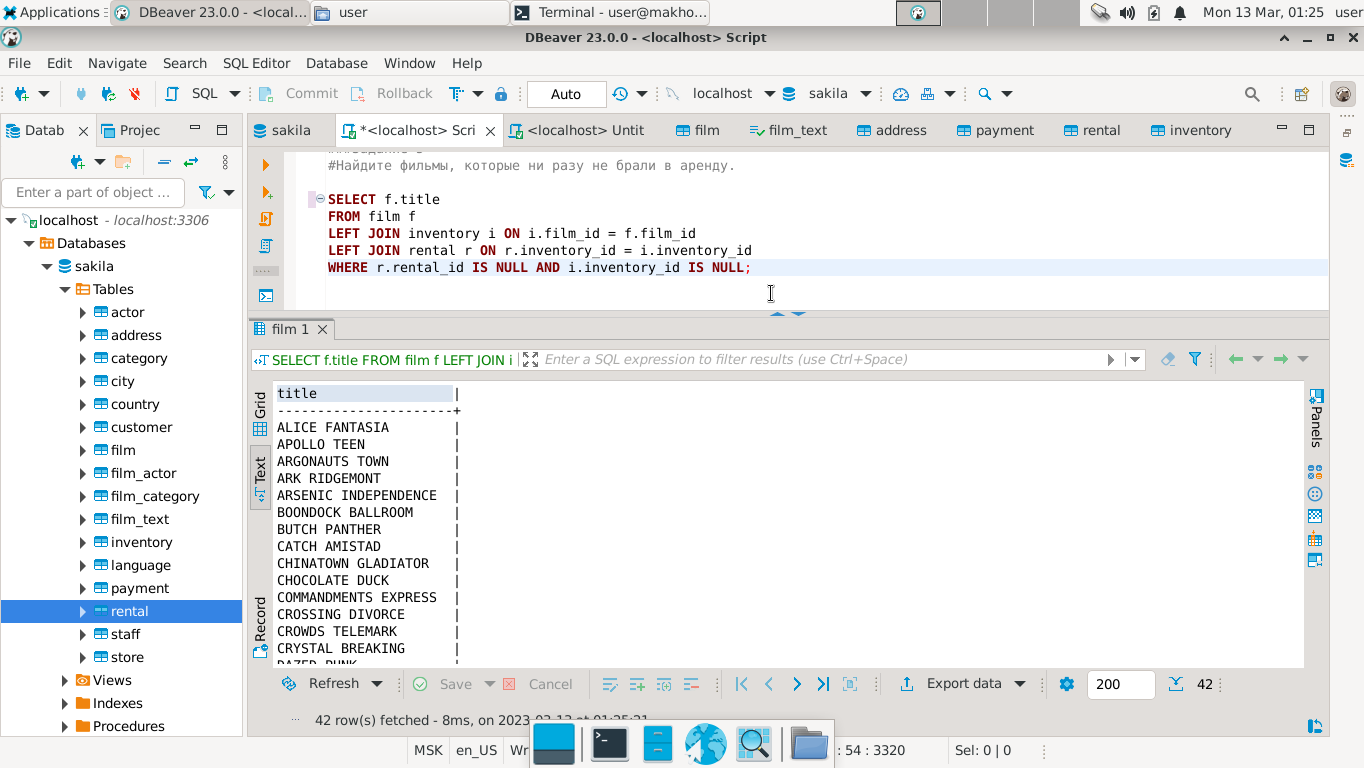 Applications
DBeaver 23.0.0 - <local...
user
Terminal - user@makho...
Mon 13 Mar, 01:25
user
DBeaver 23.0.0 - <localhost> Script
File Edit Navigate Search SQL Editor Database Window Help
SQL Commit Rollback Auto localhost sakila
Datab Projec
sakila *<localhost> Scri <localhost> Untit film film_text address payment rental inventory
Enter a part of object ...
localhost - localhost:3306
Databases
sakila
Tables
actor
address
category
city
country
customer
film
film_actor
film_category
film_text
inventory
language
payment
rental
staff
store
Views
Indexes
Procedures
#Найдите фильмы, которые ни разу не брали в аренду.
SELECT f.title
FROM film f
LEFT JOIN inventory i ON i.film_id = f.film_id
LEFT JOIN rental r ON r.inventory_id = i.inventory_id
WHERE r.rental_id IS NULL AND i.inventory_id IS NULL;
film 1
SELECT f.title FROM film f LEFT JOIN i
Enter a SQL expression to filter results (use Ctrl+Space)
Grid
Text
Record
title |
----------------------+
ALICE FANTASIA |
APOLLO TEEN |
ARGONAUTS TOWN |
ARK RIDGEMONT |
ARSENIC INDEPENDENCE |
BOONDOCK BALLROOM |
BUTCH PANTHER |
CATCH AMISTAD |
CHINATOWN GLADIATOR |
CHOCOLATE DUCK |
COMMANDMENTS EXPRESS |
CROSSING DIVORCE |
CROWDS TELEMARK |
CRYSTAL BREAKING |
Panels
Refresh Save Cancel Export data 200 42
42 row(s) fetched - 8ms, on 2023-03-13 at 01:25:21
MSK en_US Wr : 54 : 3320 Sel: 0 | 0